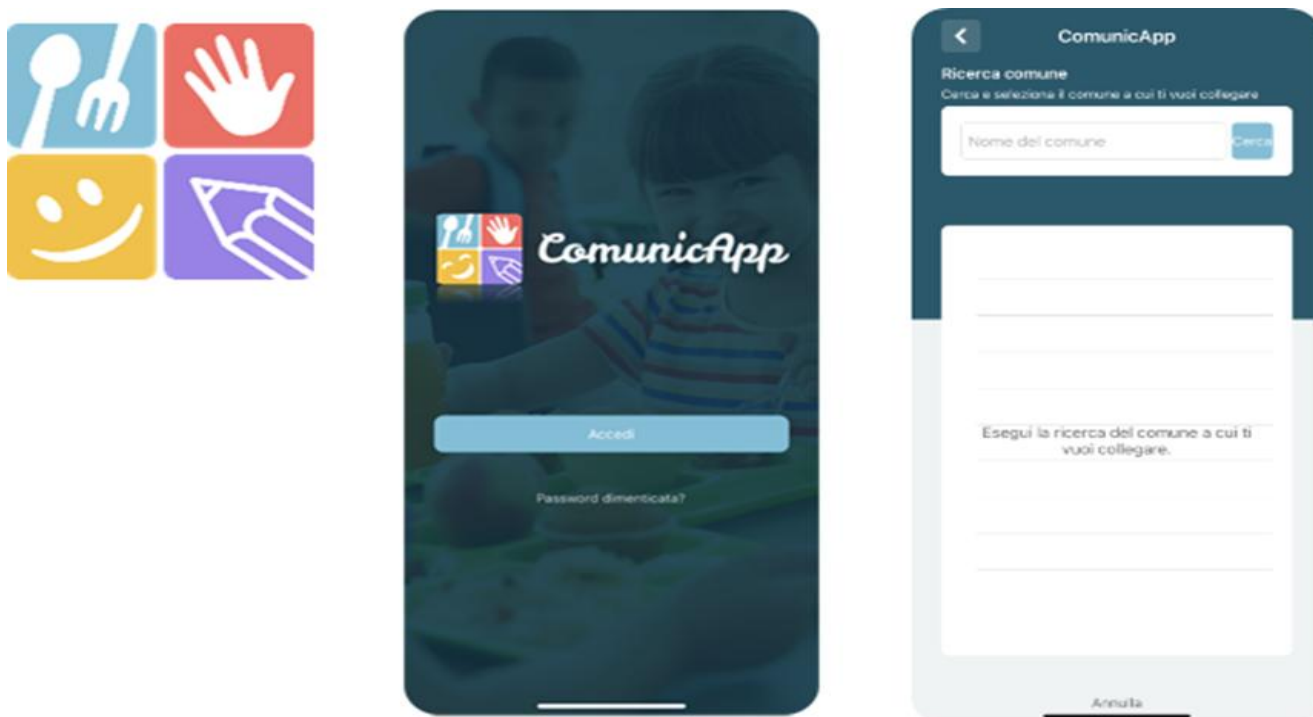 ComunicApp
Accedi
Password dimenticata?
ComunicApp
Ricerca comune
Cerca e seleziona il comune a cui ti vuoi collegare
Nome del comune
Cerca
Esegui la ricerca del comune a cui ti
vuoi collegare.
Annulla